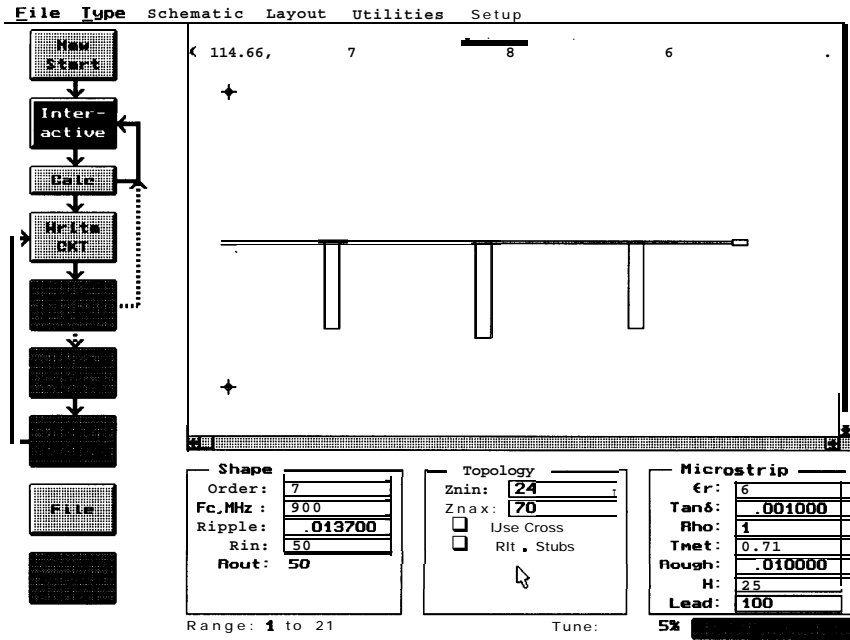 File Type Schematic Layout Utilities Setup
New
Start
Inter-
active
Calc
Write
CKT
File
114.66, 7 8 6
Shape
Order: 7
Fc,MHz : 900
Ripple: .013700
Rin: 50
Rout: 50
Topology
Znin: 24
Znax: 70
IJse Cross
Rlt . Stubs
Microstrip
€r: 6
Tanδ: .001000
Rho: 1
Tmet: 0.71
Rough: .010000
H: 25
Lead: 100
Range: 1 to 21 Tune: 5%